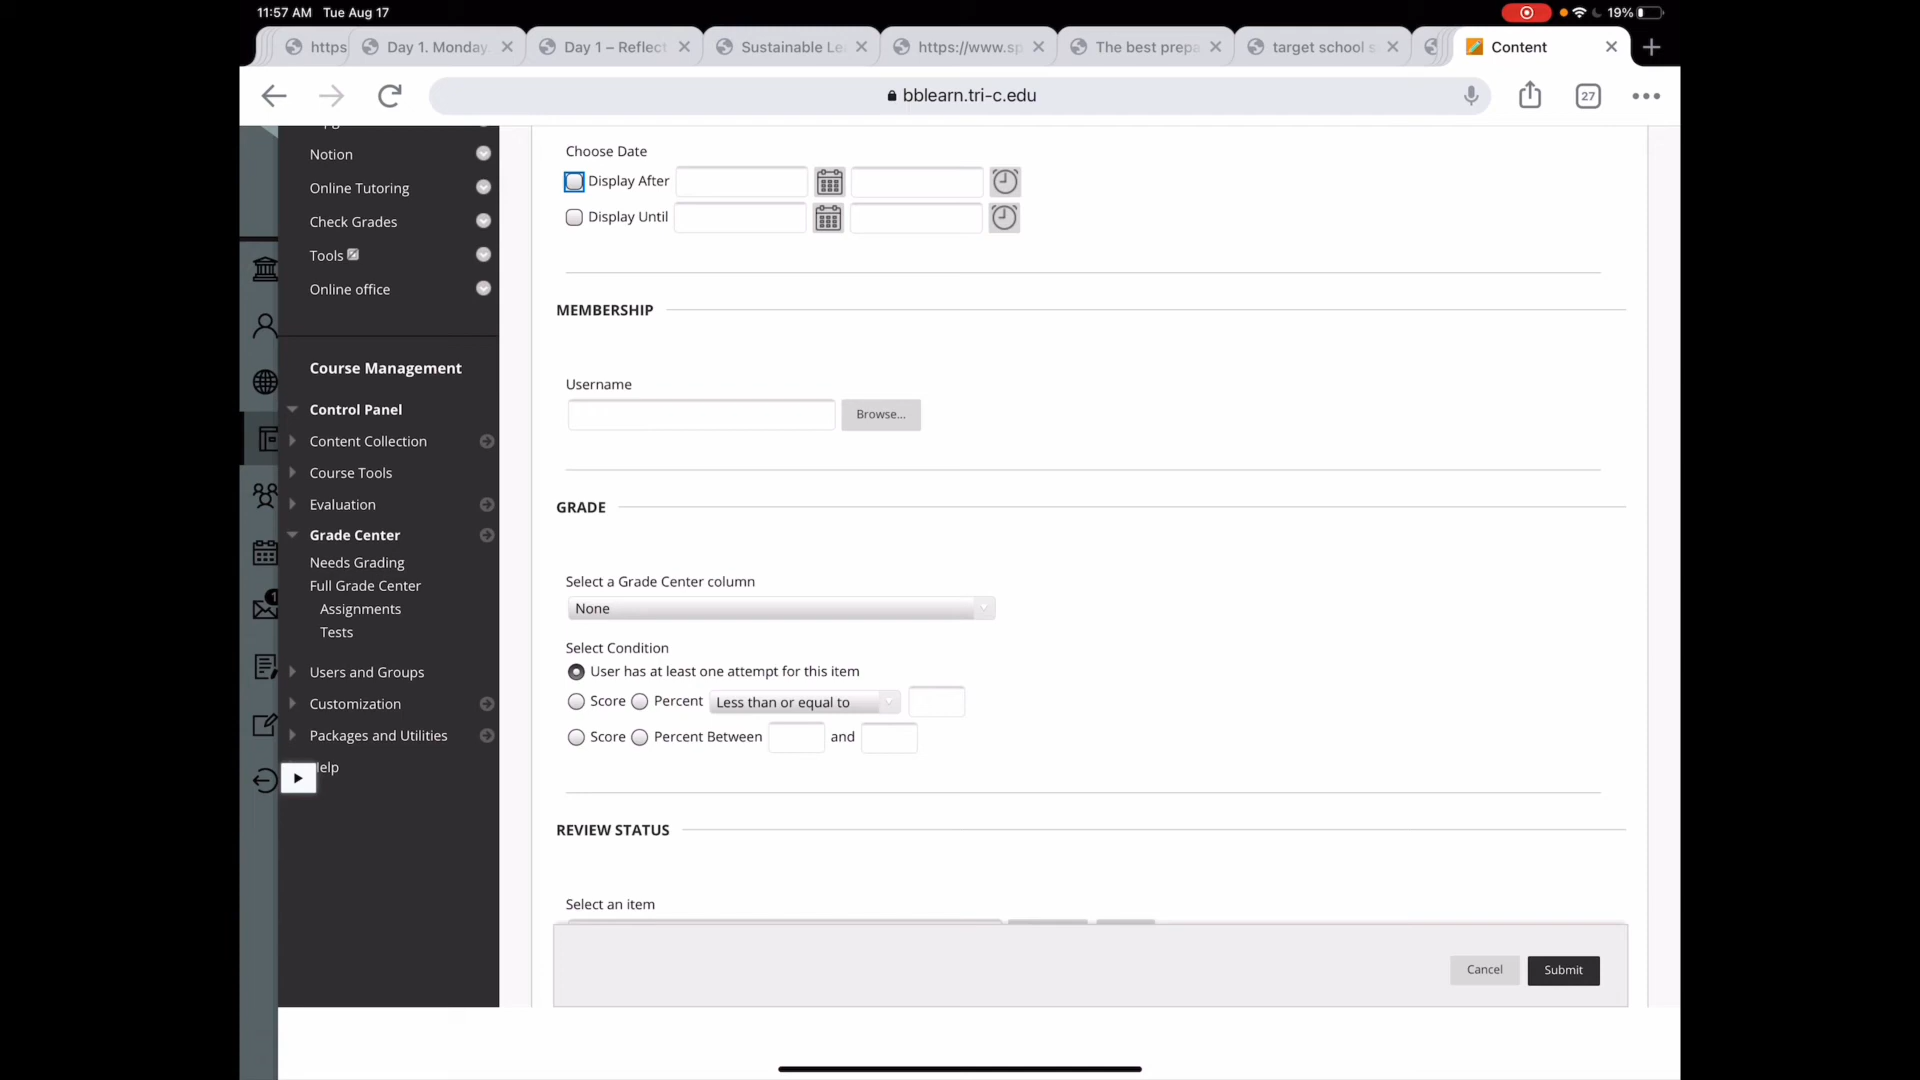 11:57 AM Tue Aug 17
19%
https
Day 1. Monday
Day 1 – Reflect
Sustainable Le
https://www.sp
The best prepa
target school s
Content
bblearn.tri-c.edu
27
Notion
Online Tutoring
Check Grades
Tools
Online office
Course Management
Control Panel
Content Collection
Course Tools
Evaluation
Grade Center
Needs Grading
Full Grade Center
Assignments
Tests
Users and Groups
Customization
Packages and Utilities
elp
1
Choose Date
Display After
Display Until
MEMBERSHIP
Username
Browse...
GRADE
Select a Grade Center column
None
Select Condition
User has at least one attempt for this item
Score Percent Less than or equal to
Score Percent Between and
REVIEW STATUS
Select an item
Cancel Submit